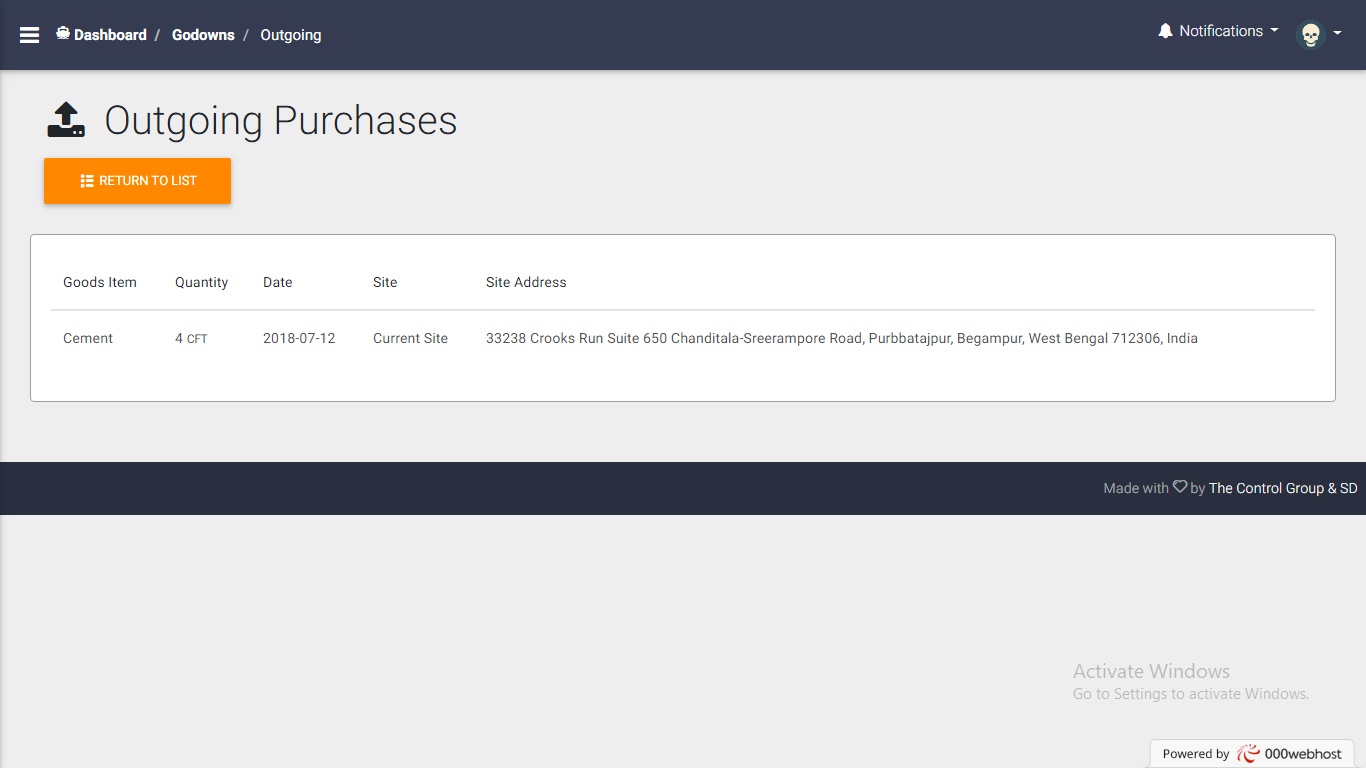 Dashboard / Godowns / Outgoing
Notifications
Outgoing Purchases
RETURN TO LIST
Goods Item Quantity Date Site Site Address
Cement 4 CFT 2018-07-12 Current Site 33238 Crooks Run Suite 650 Chanditala-Sreerampore Road, Purbbatajpur, Begampur, West Bengal 712306, India
Made with by The Control Group & SD
Activate Windows
Go to Settings to activate Windows.
Powered by 000webhost